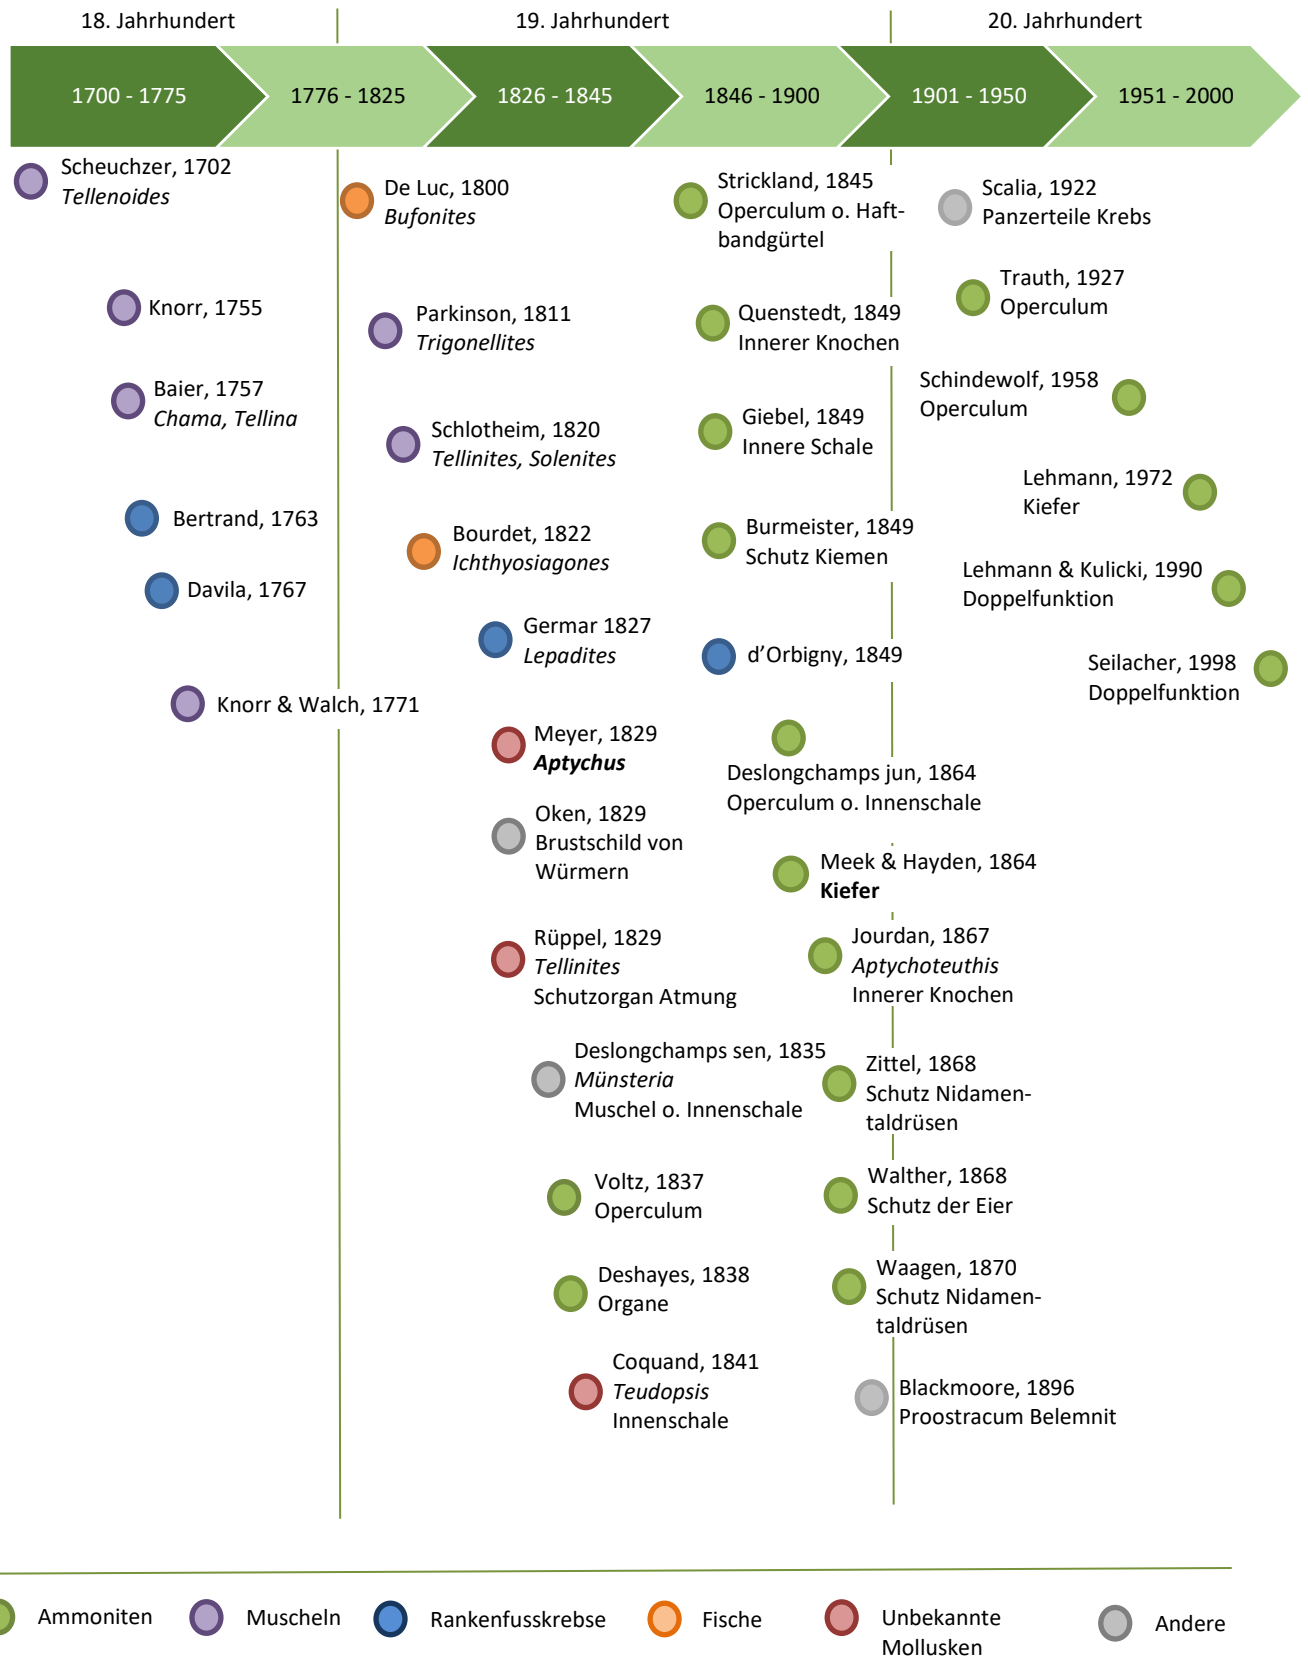 18. Jahrhundert
19. Jahrhundert
20. Jahrhundert
1700 - 1775
1776 - 1825
1826 - 1845
1846 - 1900
1901 - 1950
1951 - 2000
Scheuchzer, 1702
Tellenoides
Knorr, 1755
Baier, 1757
Chama, Tellina
Bertrand, 1763
Davila, 1767
Knorr & Walch, 1771
De Luc, 1800
Bufonites
Parkinson, 1811
Trigonellites
Schlotheim, 1820
Tellinites, Solenites
Bourdet, 1822
Ichthyosiagones
Germar 1827
Lepadites
Meyer, 1829
Aptychus
Oken, 1829
Brustschild von
Würmern
Rüppel, 1829
Tellinites
Schutzorgan Atmung
Deslongchamps sen, 1835
Münsteria
Muschel o. Innenschale
Voltz, 1837
Operculum
Deshayes, 1838
Organe
Coquand, 1841
Teudopsis
Innenschale
Strickland, 1845
Operculum o. Haft-
bandgürtel
Quenstedt, 1849
Innerer Knochen
Giebel, 1849
Innere Schale
Burmeister, 1849
Schutz Kiemen
d’Orbigny, 1849
Deslongchamps jun, 1864
Operculum o. Innenschale
Meek & Hayden, 1864
Kiefer
Jourdan, 1867
Aptychoteuthis
Innerer Knochen
Zittel, 1868
Schutz Nidamen-
taldrüsen
Walther, 1868
Schutz der Eier
Waagen, 1870
Schutz Nidamen-
taldrüsen
Blackmoore, 1896
Proostracum Belemnit
Scalia, 1922
Panzerteile Krebs
Trauth, 1927
Operculum
Schindewolf, 1958
Operculum
Lehmann, 1972
Kiefer
Lehmann & Kulicki, 1990
Doppelfunktion
Seilacher, 1998
Doppelfunktion
Ammoniten
Muscheln
Rankenfusskrebse
Fische
Unbekannte
Mollusken
Andere